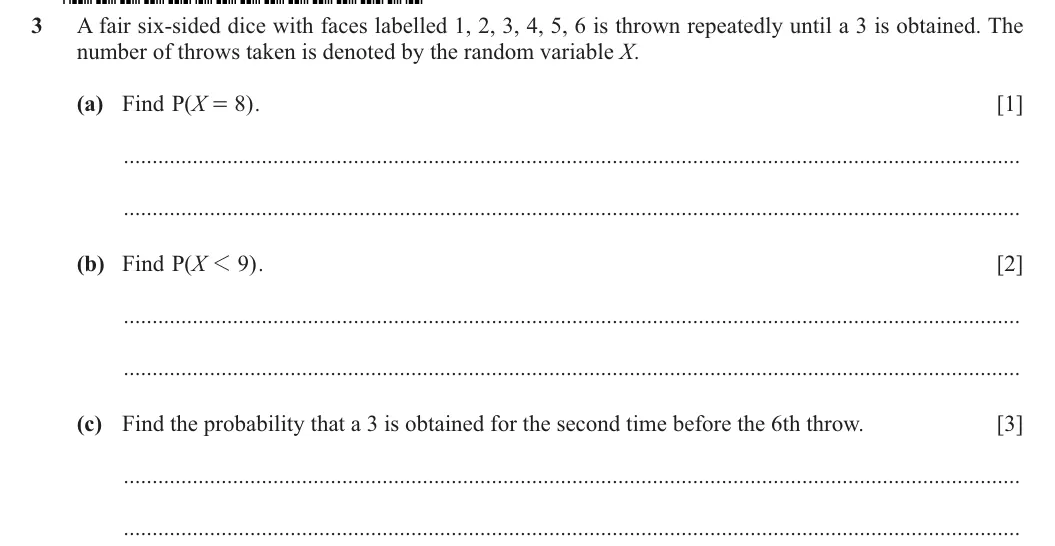 3 A fair six-sided dice with faces labelled 1, 2, 3, 4, 5, 6 is thrown repeatedly until a 3 is obtained. The
number of throws taken is denoted by the random variable X.
(a) Find P(X = 8). [1]
(b) Find P(X < 9). [2]
(c) Find the probability that a 3 is obtained for the second time before the 6th throw. [3]